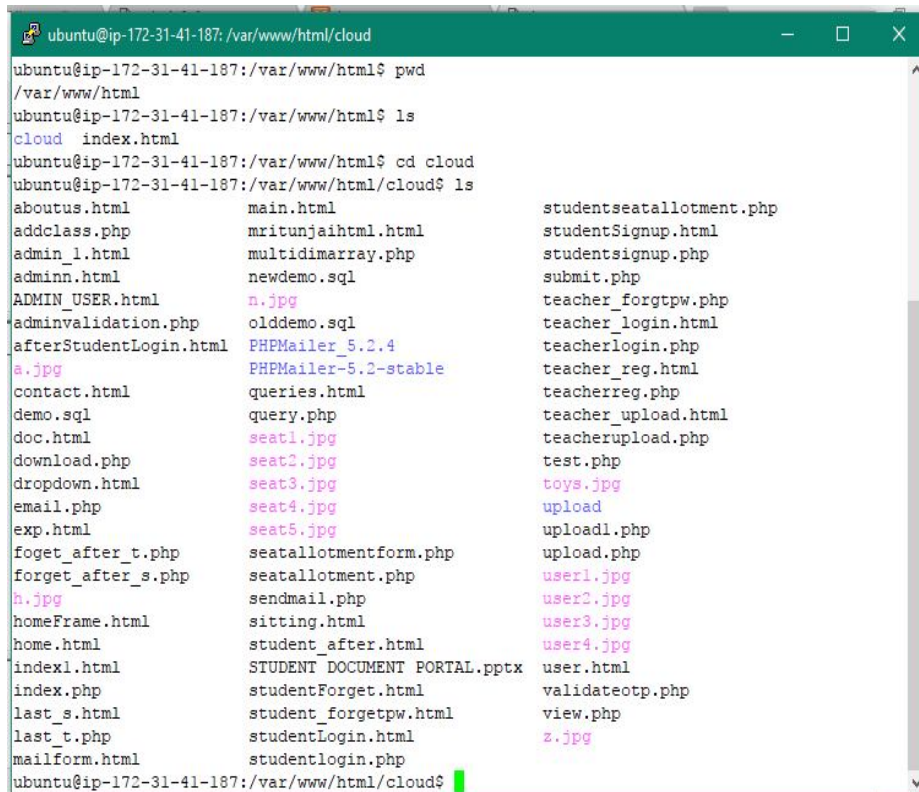 ubuntu@ip-172-31-41-187: /var/www/html/cloud
ubuntu@ip-172-31-41-187:/var/www/html$ pwd
/var/www/html
ubuntu@ip-172-31-41-187:/var/www/html$ ls
cloud index.html
ubuntu@ip-172-31-41-187:/var/www/html$ cd cloud
ubuntu@ip-172-31-41-187:/var/www/html/cloud$ ls
aboutus.html main.html studentseatallotment.php
addclass.php mritunjaihtml.html studentSignup.html
admin_1.html multidimarray.php studentsignup.php
adminn.html newdemo.sql submit.php
ADMIN_USER.html n.jpg teacher_forgtpw.php
adminvalidation.php olddemo.sql teacher_login.html
afterStudentLogin.html PHPMailer_5.2.4 teacherlogin.php
a.jpg PHPMailer-5.2-stable teacher_reg.html
contact.html queries.html teacherreg.php
demo.sql query.php teacher_upload.html
doc.html seat1.jpg teacherupload.php
download.php seat2.jpg test.php
dropdown.html seat3.jpg toys.jpg
email.php seat4.jpg upload
exp.html seat5.jpg upload1.php
foget_after_t.php seatallotmentform.php upload.php
forget_after_s.php seatallotment.php user1.jpg
h.jpg sendmail.php user2.jpg
homeFrame.html sitting.html user3.jpg
home.html student_after.html user4.jpg
index1.html STUDENT DOCUMENT PORTAL.pptx user.html
index.php studentForget.html validateotp.php
last_s.html student_forgetpw.html view.php
last_t.php studentLogin.html z.jpg
mailform.html studentlogin.php
ubuntu@ip-172-31-41-187:/var/www/html/cloud$